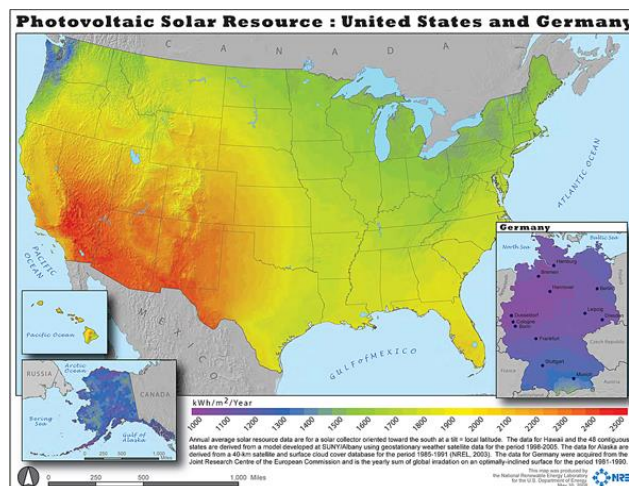 Photovoltaic Solar Resource : United States and Germany
CANADA
ATLANTIC OCEAN
PACIFIC OCEAN
MEXICO
GULF of MEXICO
Germany
North Sea
Baltic Sea
Hamburg
Bremen
Hannover
Berlin
Dusseldorf
Cologne
Bonn
Leipzig
Dresden
Frankfurt
Czech Republic
Stuttgart
France
Munich
Austria
Pacific Ocean
RUSSIA
Arctic Ocean
CANADA
Bering Sea
Gulf of Alaska
kWh/m²/Year
1000 1100 1200 1300 1400 1500 1600 1700 1800 1900 2000 2100 2200 2300 2400 2500
Annual average solar resource data are for a solar collector oriented toward the south at a tilt = local latitude. The data for Hawaii and the 48 contiguous
states are derived from a model developed at SUNY/Albany using geostationary weather satellite data for the period 1998-2005. The data for Alaska are
derived from a 40-km satellite and surface cloud cover database for the period 1985-1991 (NREL, 2003). The data for Germany were acquired from the
Joint Research Centre of the European Commission and is the yearly sum of global irradiation on an optimally-inclined surface for the period 1981-1990.
0 250 500 1,000 Miles
This map was produced by
the National Renewable Energy Laboratory
for the U.S. Department of Energy
NREL